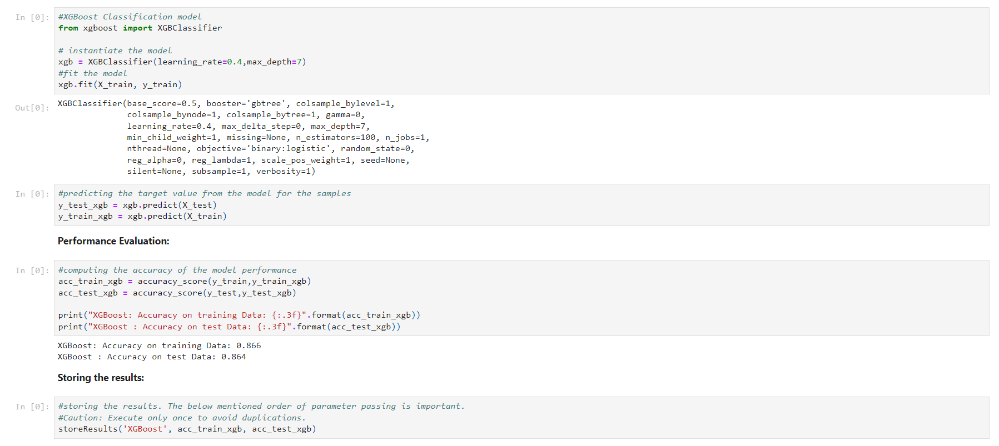 In [0]: #XGBoost Classification model
from xgboost import XGBClassifier
# instantiate the model
xgb = XGBClassifier(learning_rate=0.4,max_depth=7)
#fit the model
xgb.fit(X_train, y_train)
Out[0]: XGBClassifier(base_score=0.5, booster='gbtree', colsample_bylevel=1,
colsample_bynode=1, colsample_bytree=1, gamma=0,
learning_rate=0.4, max_delta_step=0, max_depth=7,
min_child_weight=1, missing=None, n_estimators=100, n_jobs=1,
nthread=None, objective='binary:logistic', random_state=0,
reg_alpha=0, reg_lambda=1, scale_pos_weight=1, seed=None,
silent=None, subsample=1, verbosity=1)
In [0]: #predicting the target value from the model for the samples
y_test_xgb = xgb.predict(X_test)
y_train_xgb = xgb.predict(X_train)
Performance Evaluation:
In [0]: #computing the accuracy of the model performance
acc_train_xgb = accuracy_score(y_train,y_train_xgb)
acc_test_xgb = accuracy_score(y_test,y_test_xgb)
print("XGBoost: Accuracy on training Data: {:.3f}".format(acc_train_xgb))
print("XGBoost : Accuracy on test Data: {:.3f}".format(acc_test_xgb))
XGBoost: Accuracy on training Data: 0.866
XGBoost : Accuracy on test Data: 0.864
Storing the results:
In [0]: #storing the results. The below mentioned order of parameter passing is important.
#Caution: Execute only once to avoid duplications.
storeResults('XGBoost', acc_train_xgb, acc_test_xgb)